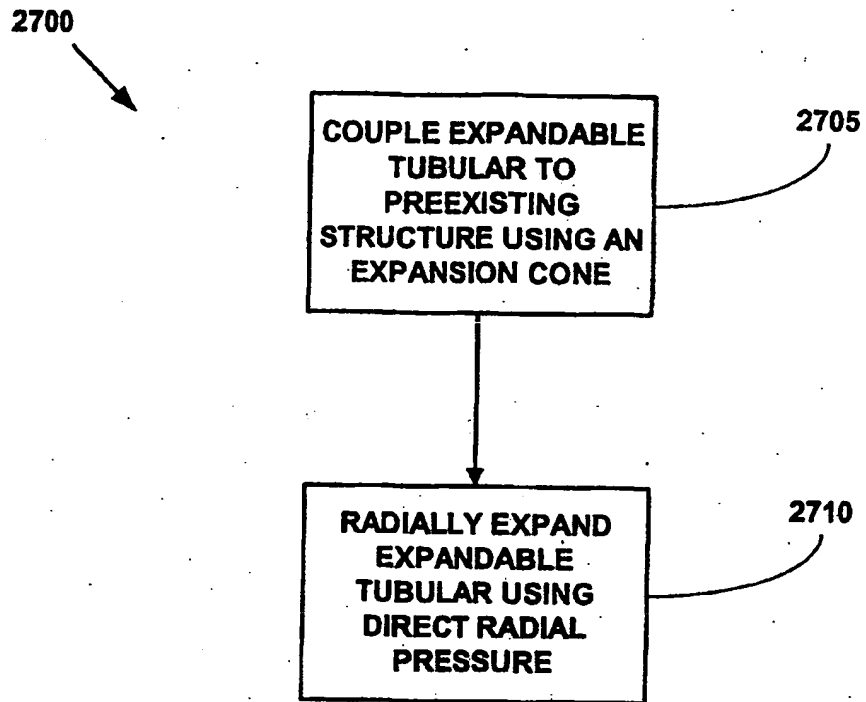 2700
COUPLE EXPANDABLE
TUBULAR TO
PREEXISTING
STRUCTURE USING AN
EXPANSION CONE
2705
RADIALLY EXPAND
EXPANDABLE
TUBULAR USING
DIRECT RADIAL
PRESSURE
2710